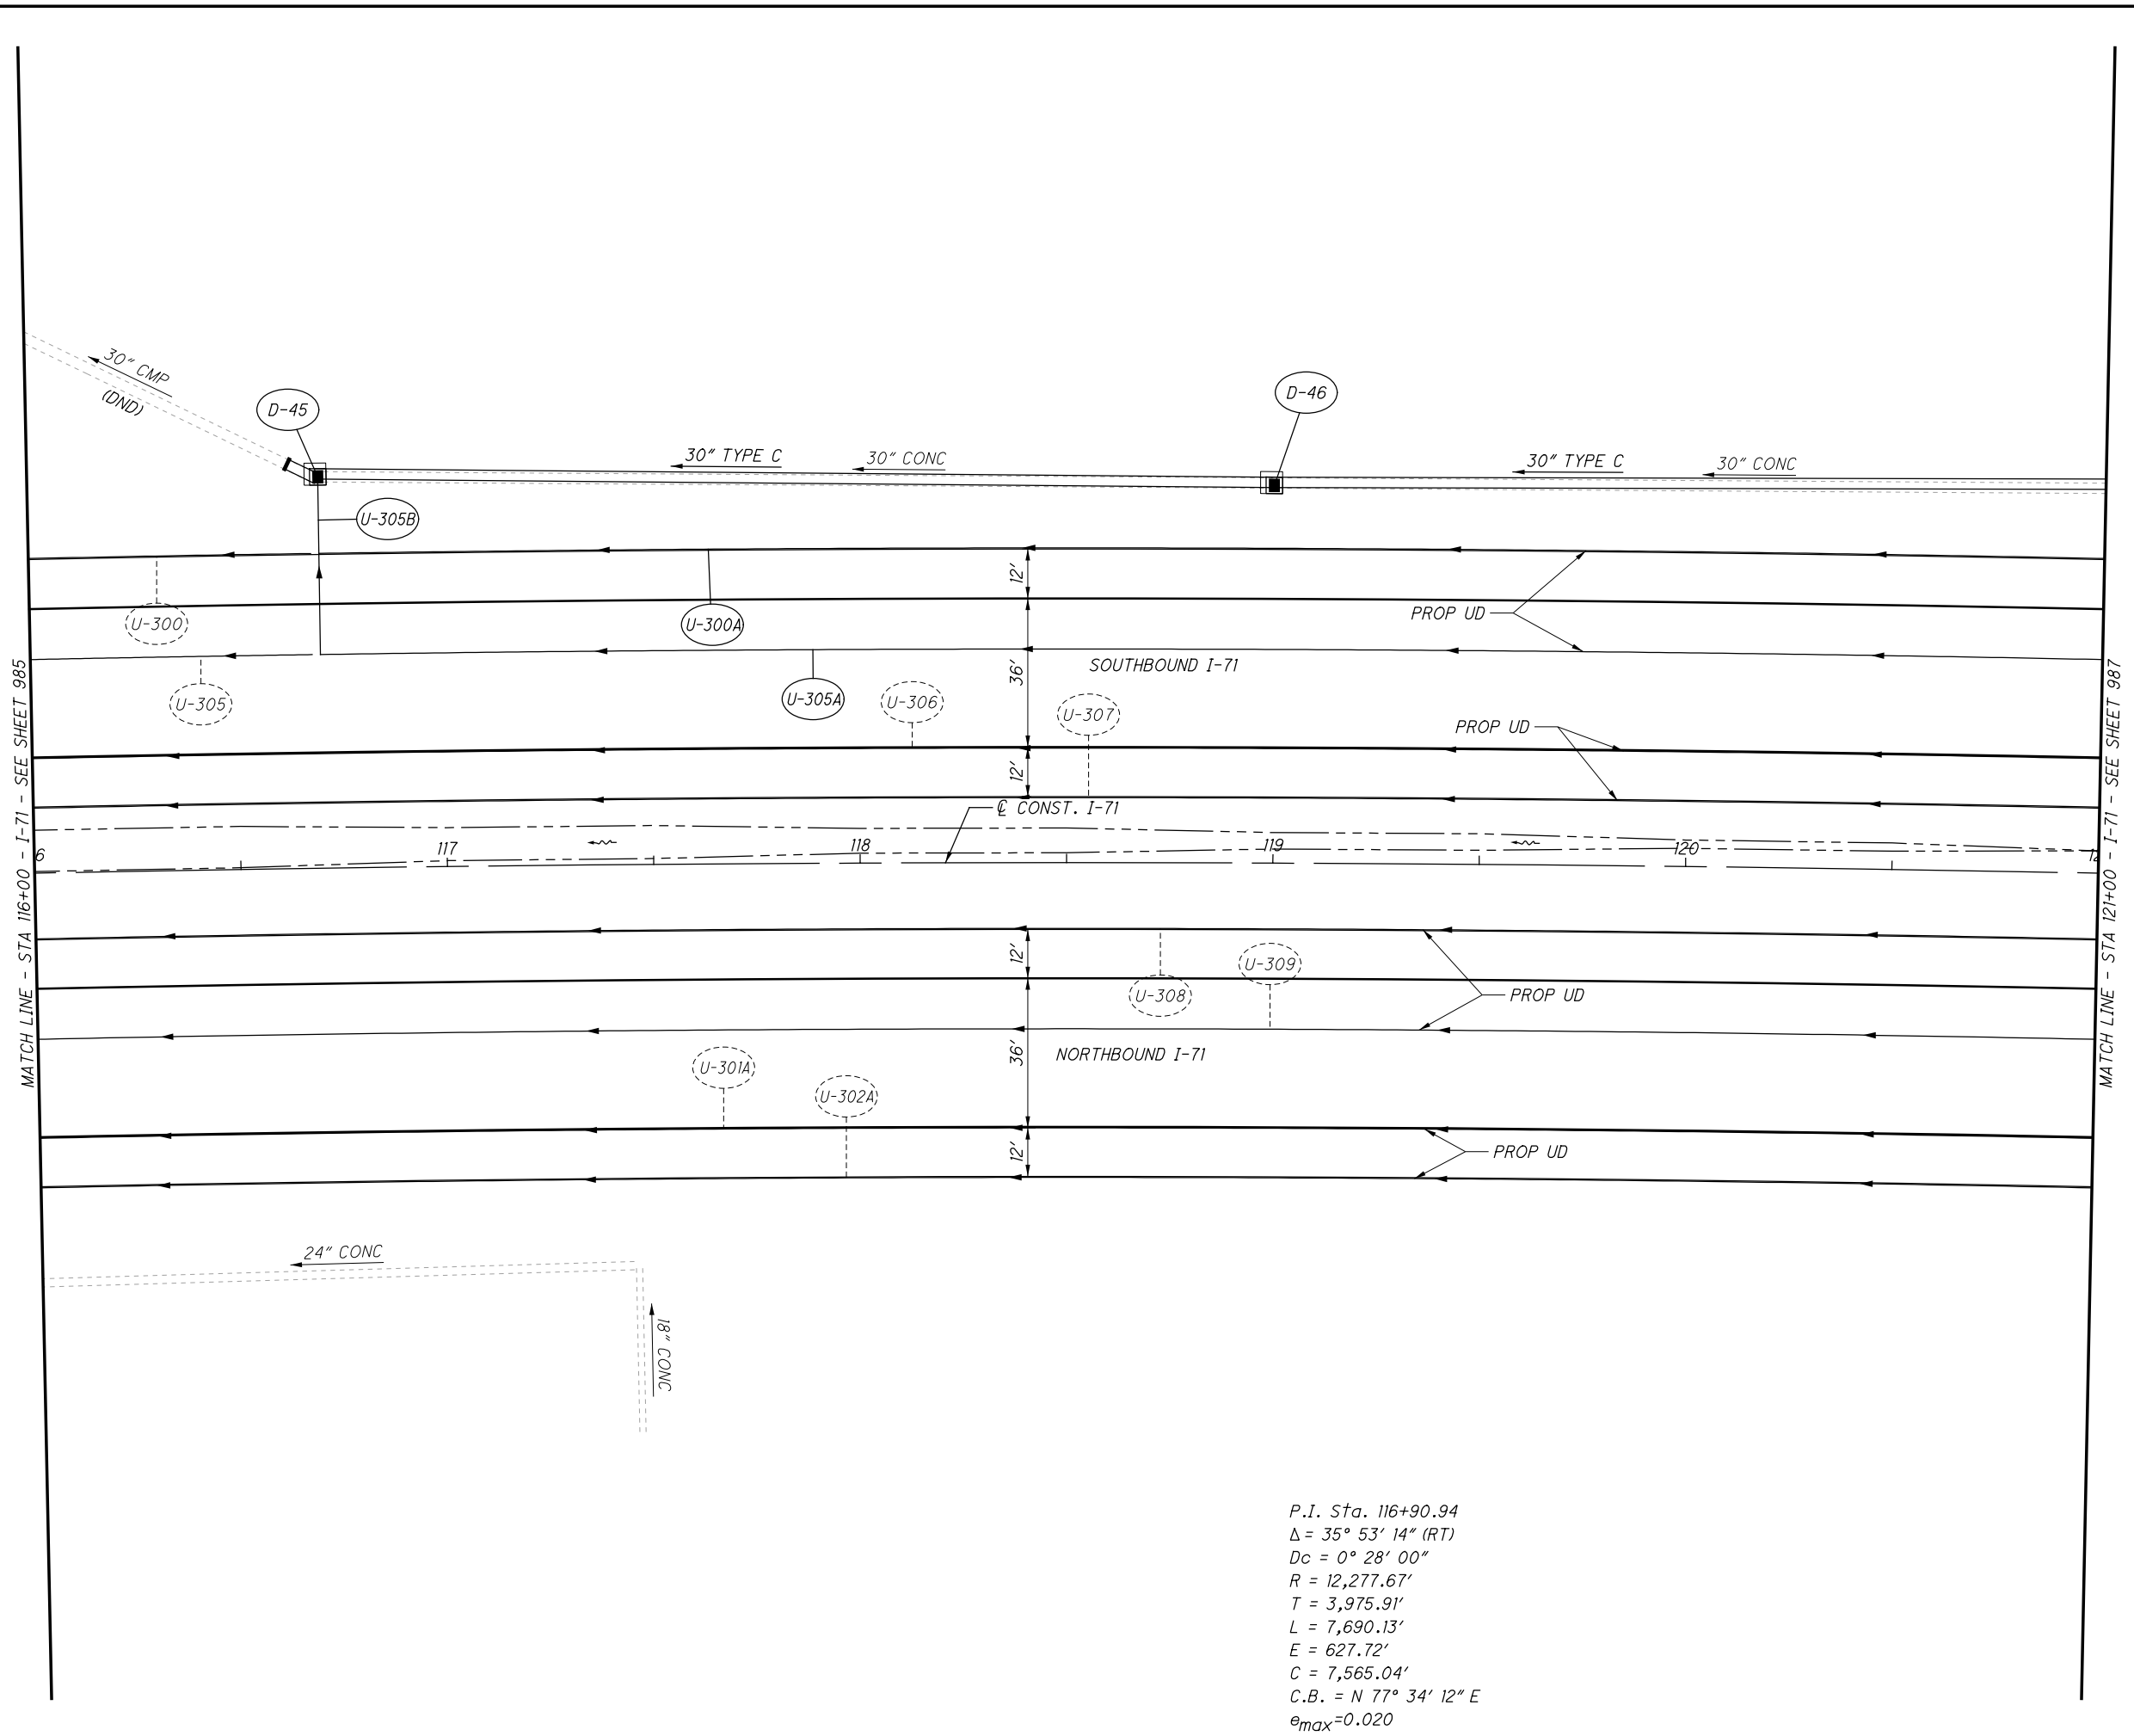 30" CMP
(DND)
D-45
D-46
30" TYPE C
30" CONC
30" TYPE C
30" CONC
U-305B
12'
U-300
U-300A
PROP UD
SOUTHBOUND I-71
36'
U-305
U-305A
U-306
U-307
PROP UD
12'
℄ CONST. I-71
6
117
118
119
120
12
MATCH LINE - STA 116+00 - I-71 - SEE SHEET 985
MATCH LINE - STA 121+00 - I-71 - SEE SHEET 987
12'
U-309
U-308
PROP UD
36'
NORTHBOUND I-71
U-301A
U-302A
12'
PROP UD
24" CONC
18" CONC
P.I. Sta. 116+90.94
Δ = 35° 53' 14" (RT)
Dc = 0° 28' 00"
R = 12,277.67'
T = 3,975.91'
L = 7,690.13'
E = 627.72'
C = 7,565.04'
C.B. = N 77° 34' 12" E
emax=0.020